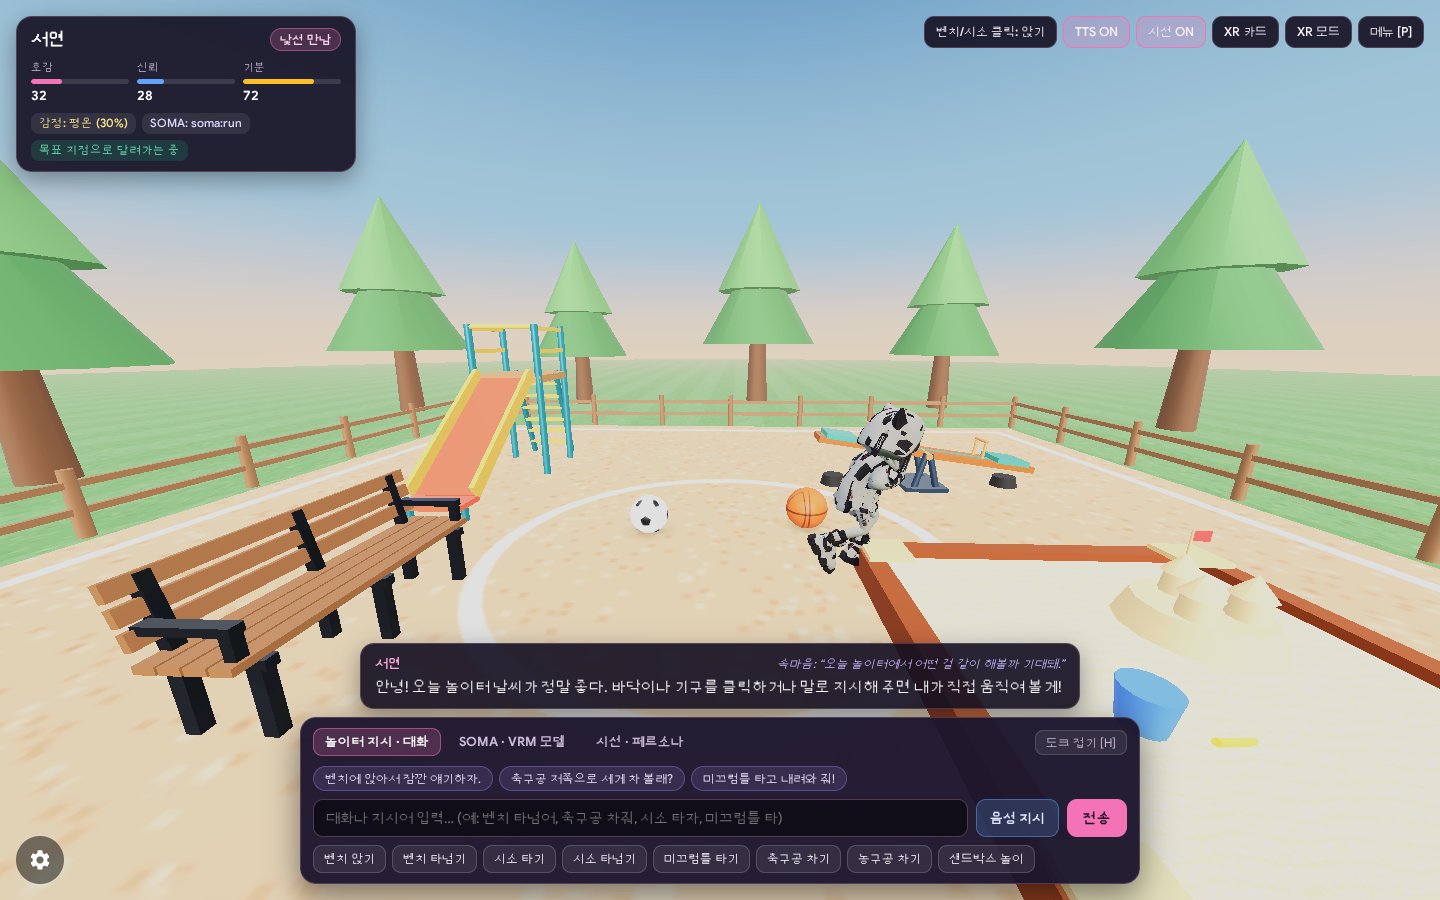 서연
낯선 만남
호감
신뢰
기분
32
28
72
감정: 평온 (30%)
SOMA: soma:run
목표 지점으로 달려가는 중
벤치/시소 클릭: 앉기
TTS ON
시선 ON
XR 카드
XR 모드
메뉴 [P]
서연
속마음: "오늘 놀이터에서 어떤 걸 같이 해볼까 기대돼."
안녕! 오늘 놀이터 날씨가 정말 좋다. 바닥이나 기구를 클릭하거나 말로 지시해 주면 내가 직접 움직여 볼게!
놀이터 지시 · 대화
SOMA · VRM 모델
시선 · 페르소나
도크 접기 [H]
벤치에 앉아서 잠깐 얘기하자.
축구공 저쪽으로 세게 차 볼래?
미끄럼틀 타고 내려와 줘!
대화나 지시어 입력... (예: 벤치 타넘어, 축구공 차줘, 시소 타자, 미끄럼틀 타)
음성 지시
전송
벤치 앉기
벤치 타넘기
시소 타기
시소 타넘기
미끄럼틀 타기
축구공 차기
농구공 차기
샌드박스 놀이